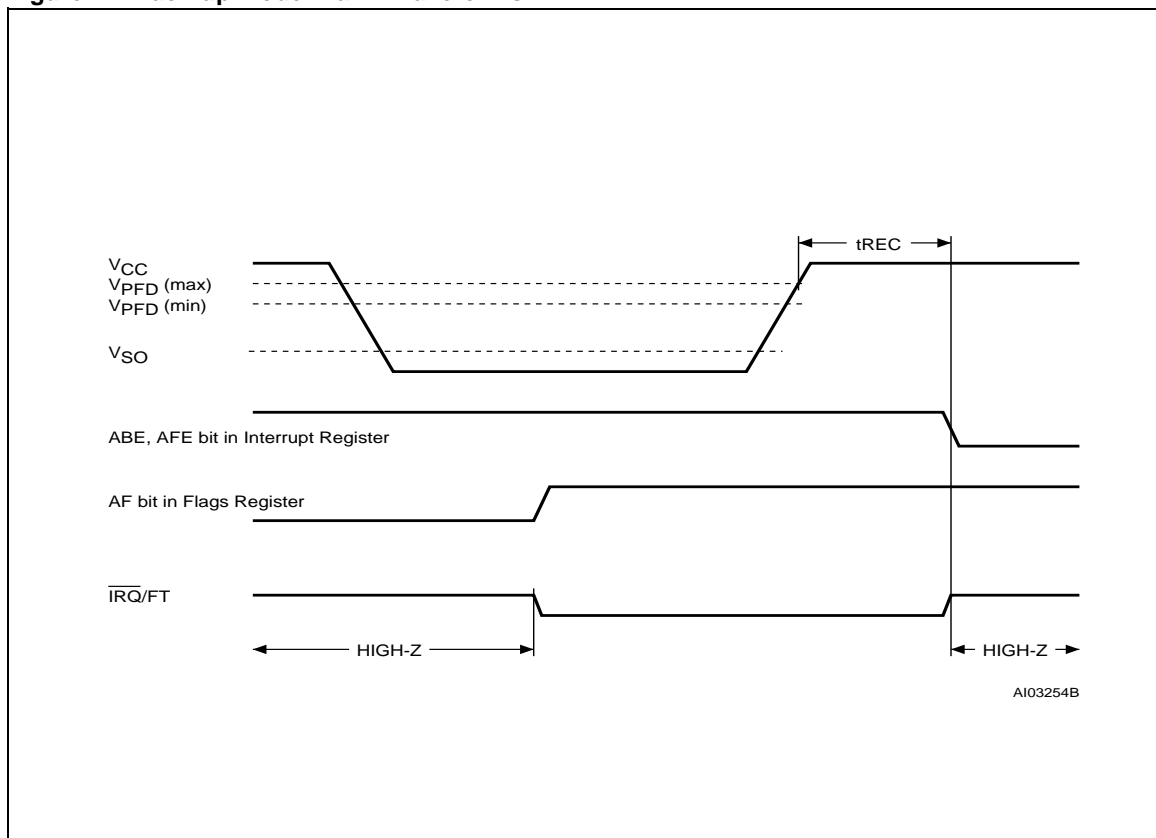 tREC
VCC
VPFD (max)
VPFD (min)
VSO
ABE, AFE bit in Interrupt Register
AF bit in Flags Register
IRQ/FT
HIGH-Z
HIGH-Z
AI03254B